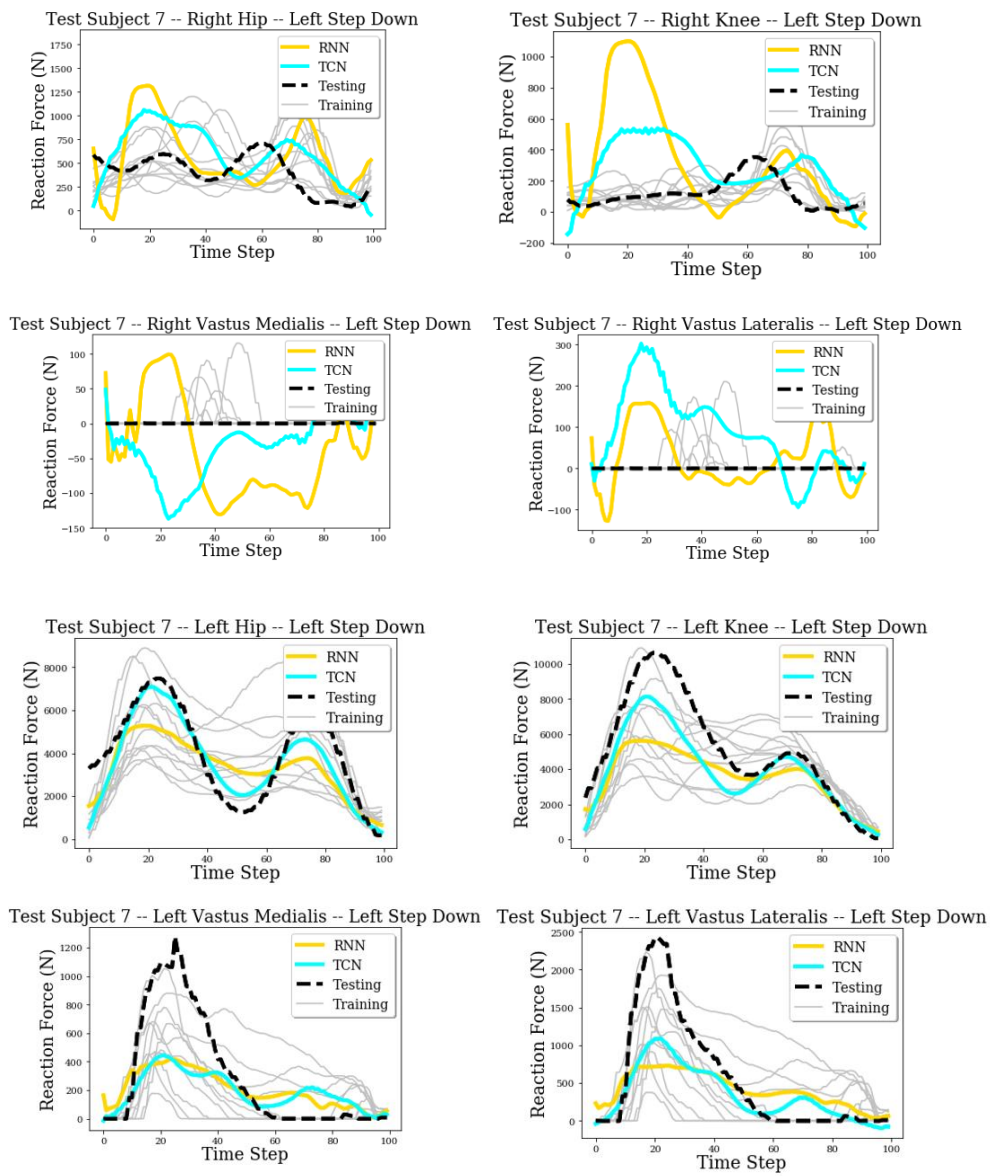 Test Subject 7 -- Right Hip -- Left Step Down
Reaction Force (N)
1750
1500
1250
1000
750
500
250
0
RNN
TCN
Testing
Training
0 20 40 60 80 100
Time Step
Test Subject 7 -- Right Knee -- Left Step Down
Reaction Force (N)
1000
800
600
400
200
0
−200
RNN
TCN
Testing
Training
0 20 40 60 80 100
Time Step
Test Subject 7 -- Right Vastus Medialis -- Left Step Down
Reaction Force (N)
100
50
0
−50
−100
−150
RNN
TCN
Testing
Training
0 20 40 60 80 100
Time Step
Test Subject 7 -- Right Vastus Lateralis -- Left Step Down
Reaction Force (N)
300
200
100
0
−100
RNN
TCN
Testing
Training
0 20 40 60 80 100
Time Step
Test Subject 7 -- Left Hip -- Left Step Down
Reaction Force (N)
8000
6000
4000
2000
0
RNN
TCN
Testing
Training
0 20 40 60 80 100
Time Step
Test Subject 7 -- Left Knee -- Left Step Down
Reaction Force (N)
10000
8000
6000
4000
2000
0
RNN
TCN
Testing
Training
0 20 40 60 80 100
Time Step
Test Subject 7 -- Left Vastus Medialis -- Left Step Down
Reaction Force (N)
1200
1000
800
600
400
200
0
RNN
TCN
Testing
Training
0 20 40 60 80 100
Time Step
Test Subject 7 -- Left Vastus Lateralis -- Left Step Down
Reaction Force (N)
2500
2000
1500
1000
500
0
RNN
TCN
Testing
Training
0 20 40 60 80 100
Time Step